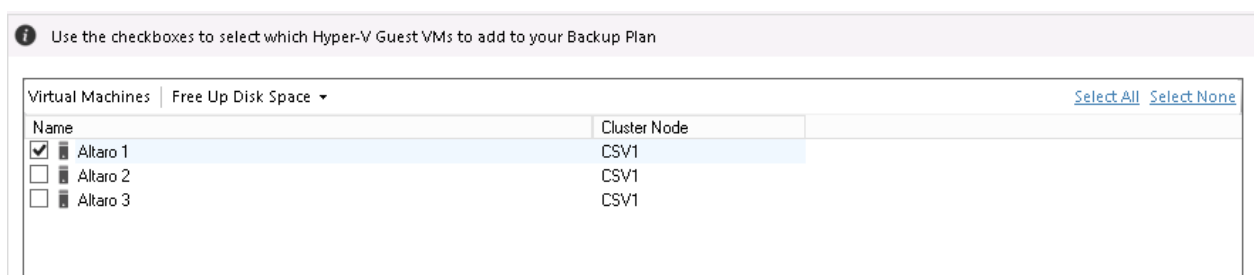 Use the checkboxes to select which Hyper-V Guest VMs to add to your Backup Plan
Virtual Machines | Free Up Disk Space Select All Select None
Name Cluster Node
Altaro 1 CSV1
Altaro 2 CSV1
Altaro 3 CSV1